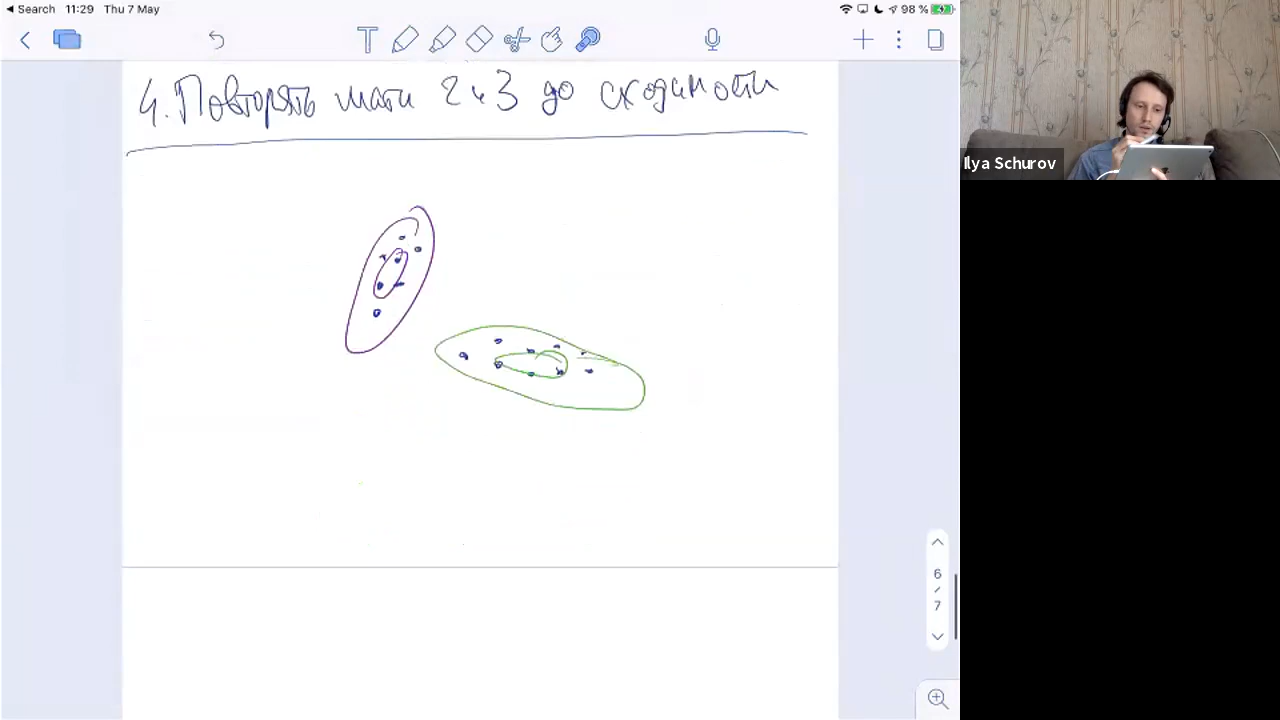 Search 11:29 Thu 7 May 98 %
4. Повторять шаги 2 и 3 до сходимости
Ilya Schurov
6
/
7